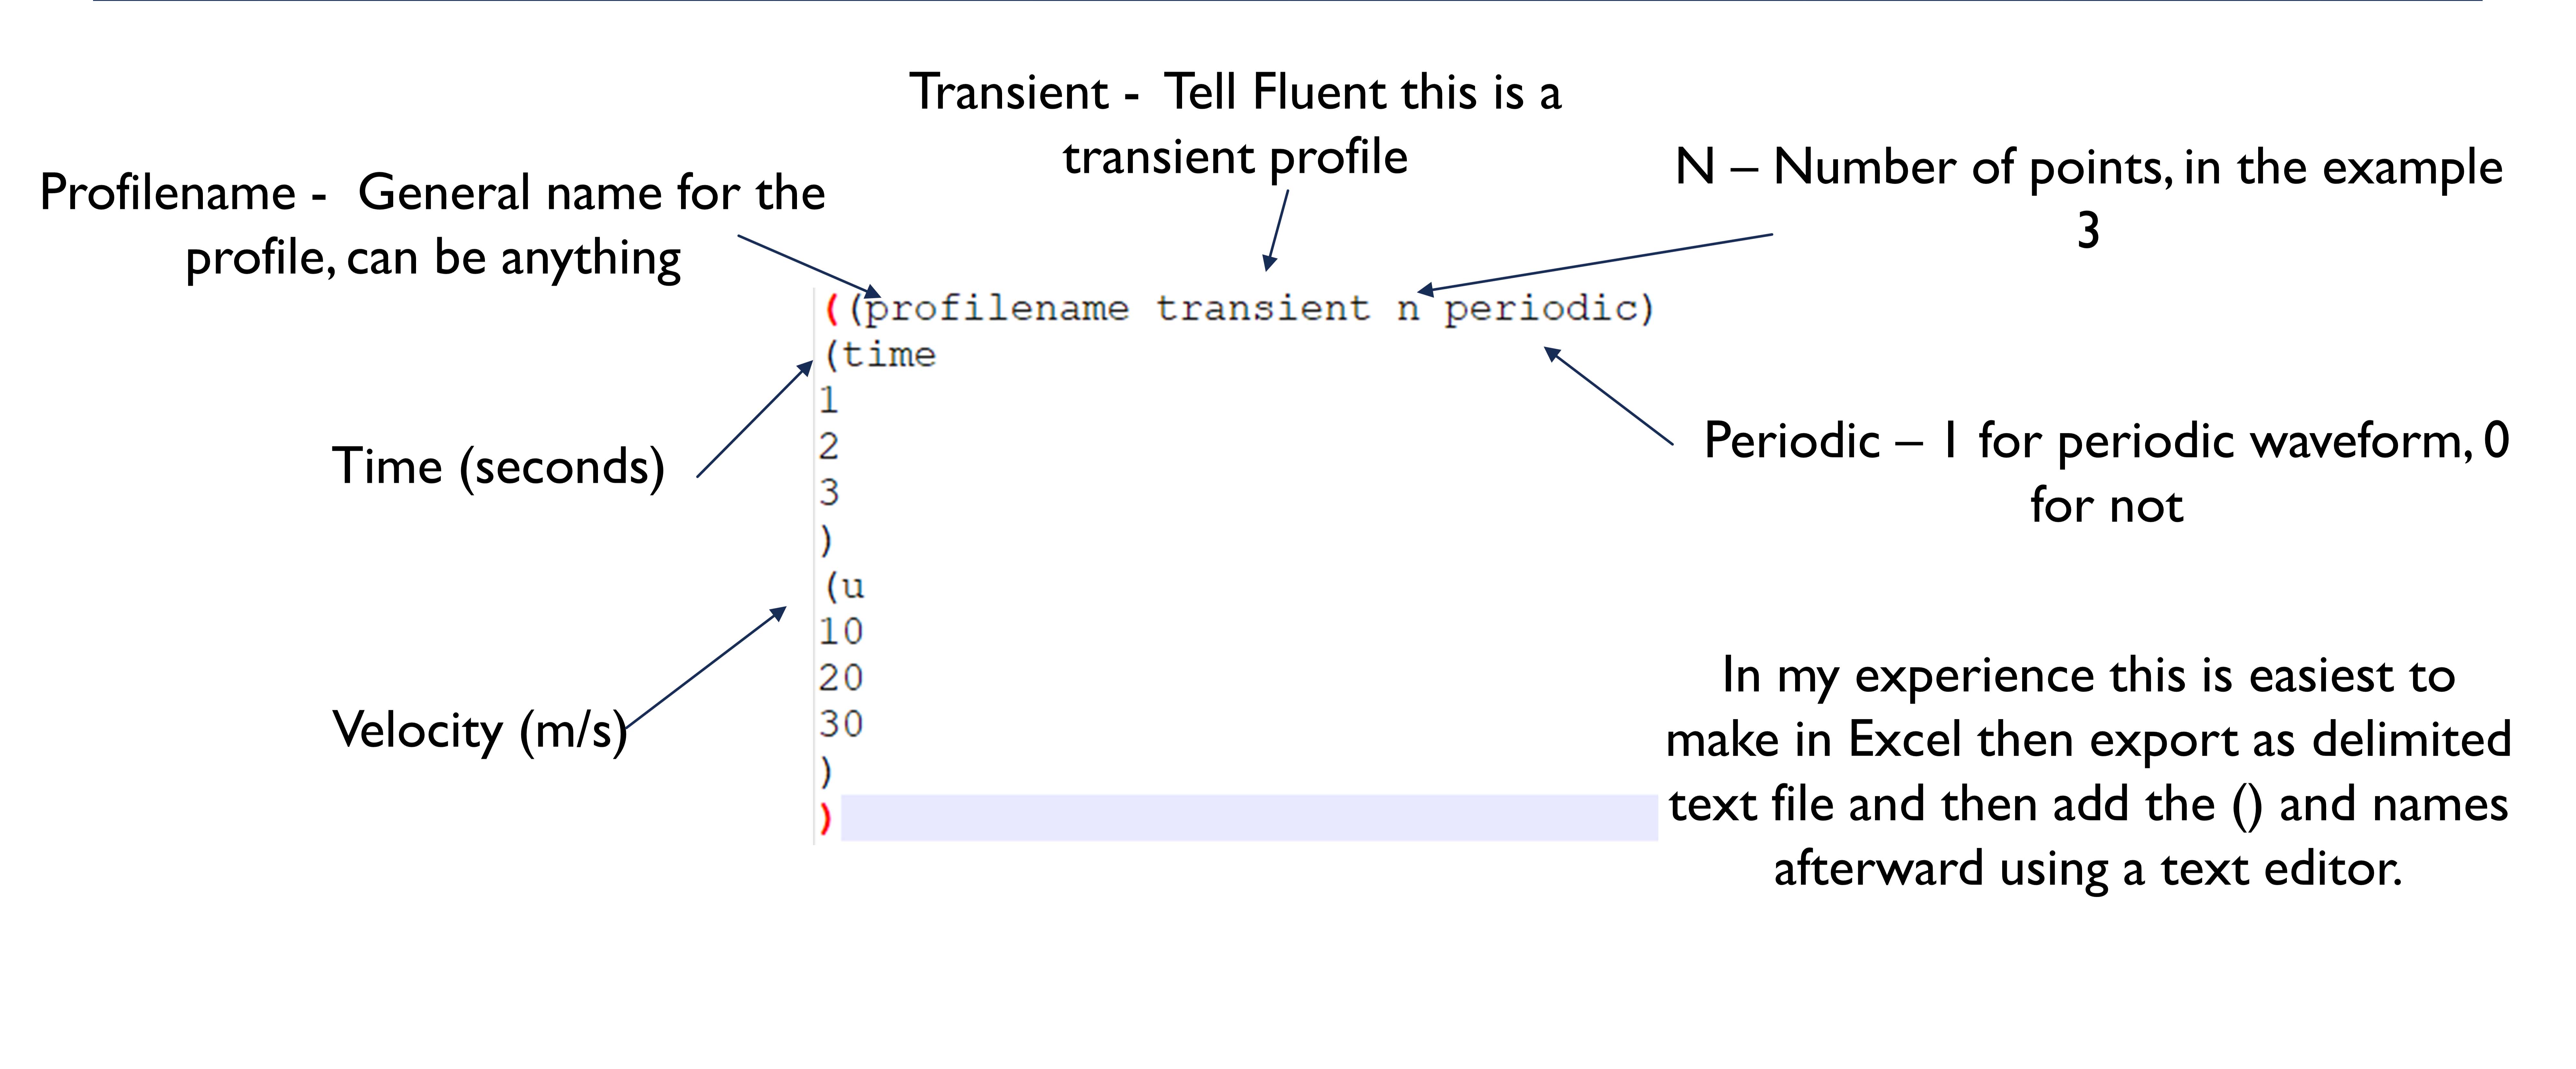 Transient -  Tell Fluent this is a
transient profile
Profilename -  General name for the
profile, can be anything
N – Number of points, in the example
3
((profilename transient n periodic)
(time
1
2
3
)
(u
10
20
30
)
)
Time (seconds)
Velocity (m/s)
Periodic – 1 for periodic waveform, 0
for not
In my experience this is easiest to
make in Excel then export as delimited
text file and then add the () and names
afterward using a text editor.